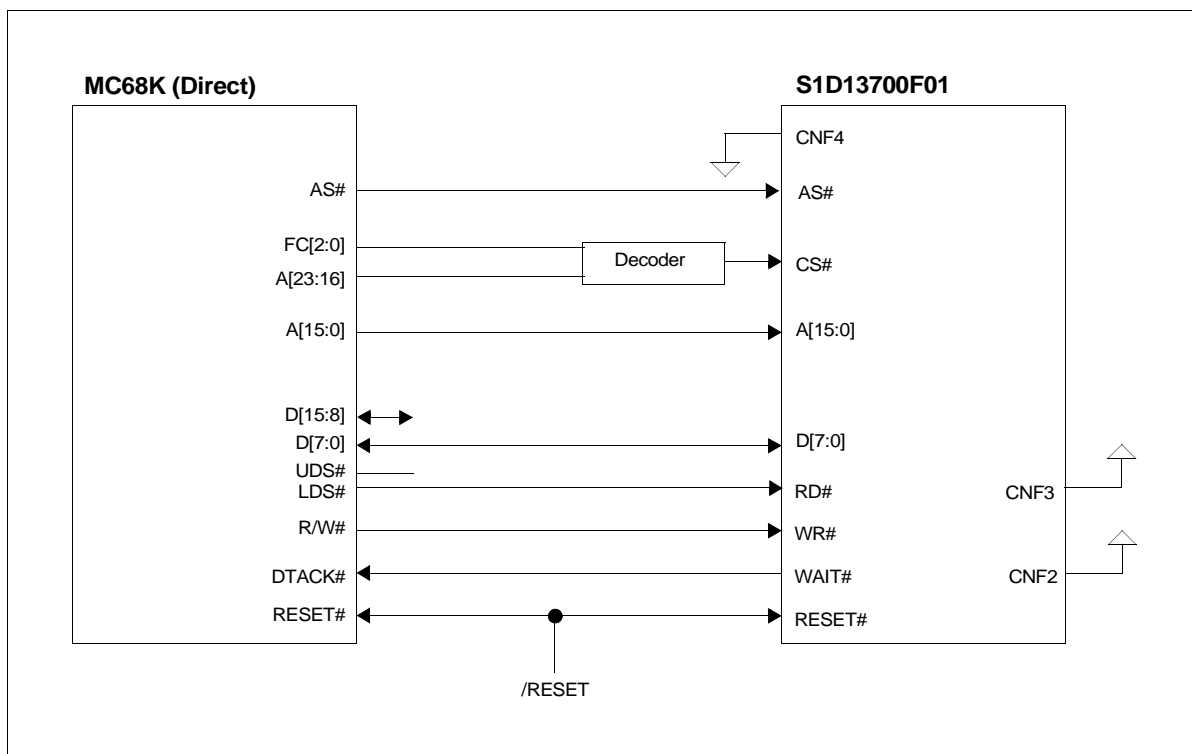 MC68K (Direct)
S1D13700F01
CNF4
AS#
AS#
FC[2:0]
Decoder
CS#
A[23:16]
A[15:0]
A[15:0]
D[15:8]
D[7:0]
D[7:0]
UDS#
LDS#
RD#
CNF3
R/W#
WR#
DTACK#
WAIT#
CNF2
RESET#
RESET#
/RESET